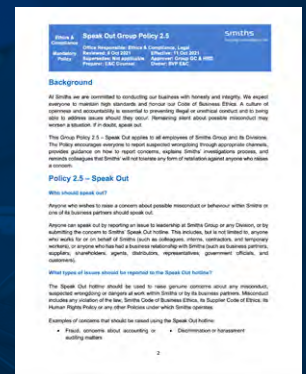 Ethics & Compliance
Mandatory Policy
Speak Out Group Policy 2.5
smiths
Office Responsible: Ethics & Compliance, Legal
Reviewed: 6 Oct 2021 Effective: 11 Oct 2021
Supersedes: Not applicable Approver: Group GC & HRD
Preparer: E&C Counsel Owner: SVP E&C
Background
At Smiths we are committed to conducting our business with honesty and integrity. We expect
everyone to maintain high standards and honour our Code of Business Ethics. A culture of
openness and accountability is essential to preventing illegal or unethical conduct and to being
able to address issues should they occur. Remaining silent about possible misconduct may
worsen a situation. If in doubt, speak out.
This Group Policy 2.5 – Speak Out applies to all employees of Smiths Group and its Divisions.
The Policy encourages everyone to report suspected wrongdoing through appropriate channels,
provides guidance on how to report concerns, explains Smiths' investigations process, and
reminds colleagues that Smiths will not tolerate any form of retaliation against anyone who raises
a concern.
Policy 2.5 – Speak Out
Who should speak out?
Anyone who wishes to raise a concern about possible misconduct or behaviour within Smiths or
one of its business partners should speak out.
Anyone can speak out by reporting an issue to leadership at Smiths Group or any Division, or by
submitting the concern to Smiths' Speak Out hotline. This includes, but is not limited to, anyone
who works for or on behalf of Smiths (such as colleagues, interns, contractors, and temporary
workers), or anyone who has had a business relationship with Smiths (such as business partners,
suppliers, shareholders, agents, distributors, representatives, government officials, and
customers).
What types of issues should be reported to the Speak Out hotline?
The Speak Out hotline should be used to raise genuine concerns about any misconduct,
suspected wrongdoing or dangers at work within Smiths or by its business partners. Misconduct
includes any violation of the law, Smiths Code of Business Ethics, its Supplier Code of Ethics, its
Human Rights Policy or any other Policies under which Smiths operates.
Examples of concerns that should be raised using the Speak Out hotline:
• Fraud, concerns about accounting or auditing matters
• Discrimination or harassment
2